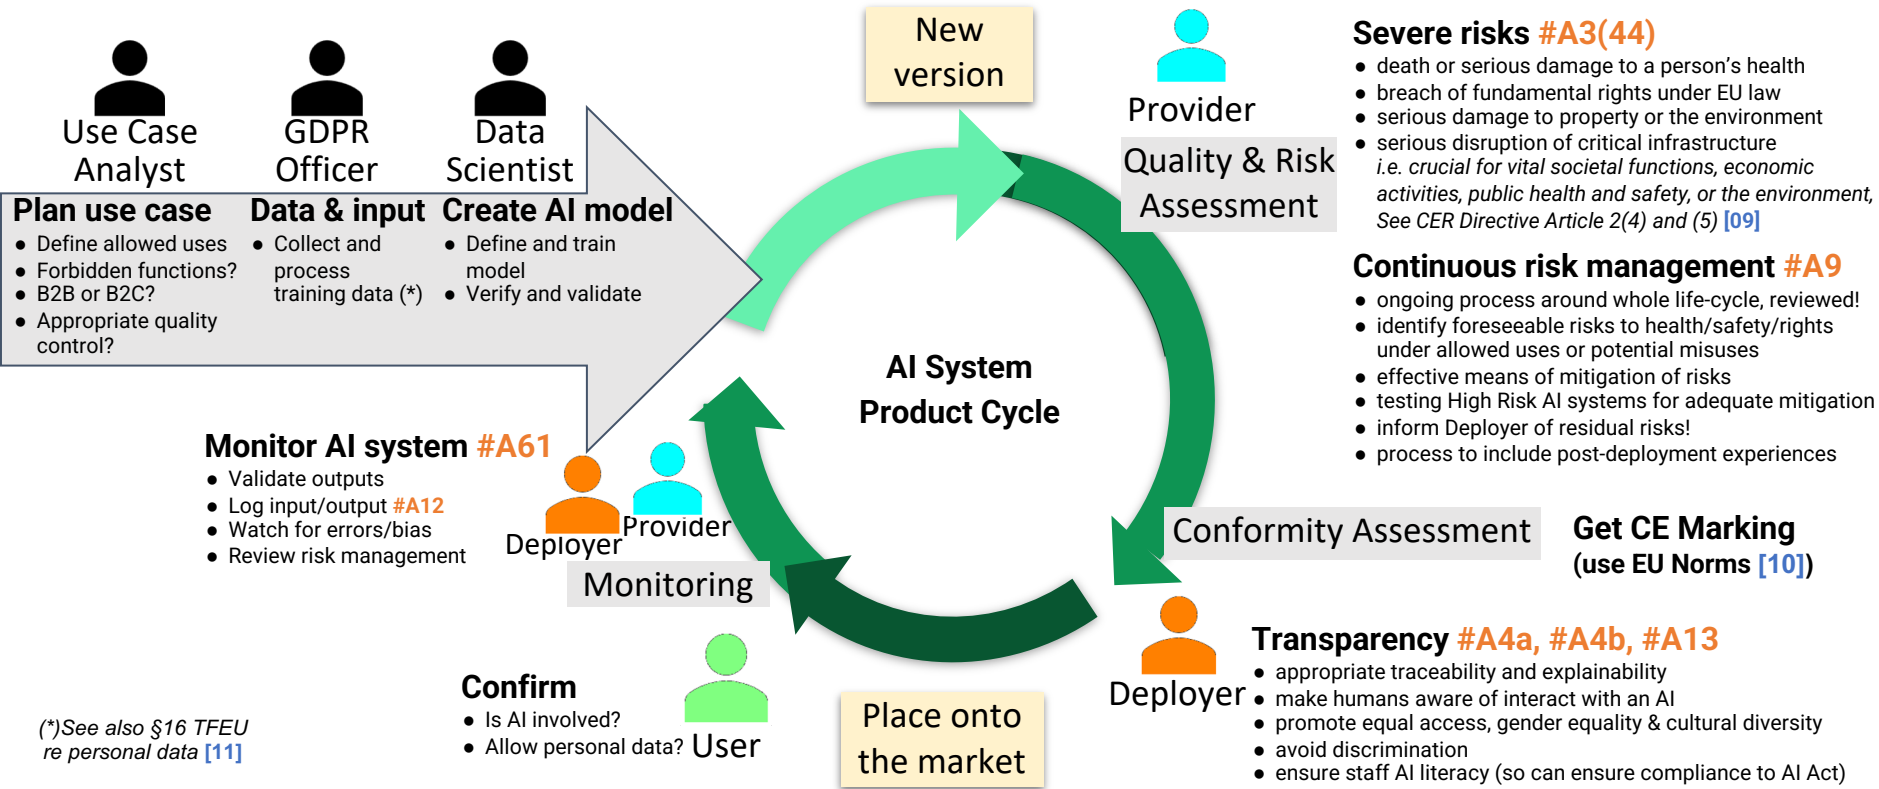 Use Case
Analyst
GDPR
Officer
Data
Scientist
Plan use case
● Define allowed uses
● Forbidden functions?
● B2B or B2C?
● Appropriate quality
control?
Data & input
● Collect and
process
training data (*)
Create AI model
● Define and train
model
● Verify and validate
New
version
Provider
Quality & Risk
Assessment
Severe risks #A3(44)
● death or serious damage to a person's health
● breach of fundamental rights under EU law
● serious damage to property or the environment
● serious disruption of critical infrastructure
i.e. crucial for vital societal functions, economic
activities, public health and safety, or the environment,
See CER Directive Article 2(4) and (5) [09]
Continuous risk management #A9
● ongoing process around whole life-cycle, reviewed!
● identify foreseeable risks to health/safety/rights
under allowed uses or potential misuses
● effective means of mitigation of risks
● testing High Risk AI systems for adequate mitigation
● inform Deployer of residual risks!
● process to include post-deployment experiences
AI System
Product Cycle
Conformity Assessment
Get CE Marking
(use EU Norms [10])
Deployer
Transparency #A4a, #A4b, #A13
● appropriate traceability and explainability
● make humans aware of interact with an AI
● promote equal access, gender equality & cultural diversity
● avoid discrimination
● ensure staff AI literacy (so can ensure compliance to AI Act)
Place onto
the market
Monitor AI system #A61
● Validate outputs
● Log input/output #A12
● Watch for errors/bias
● Review risk management
Deployer
Provider
Monitoring
Confirm
● Is AI involved?
● Allow personal data?
User
(*)See also §16 TFEU
re personal data [11]